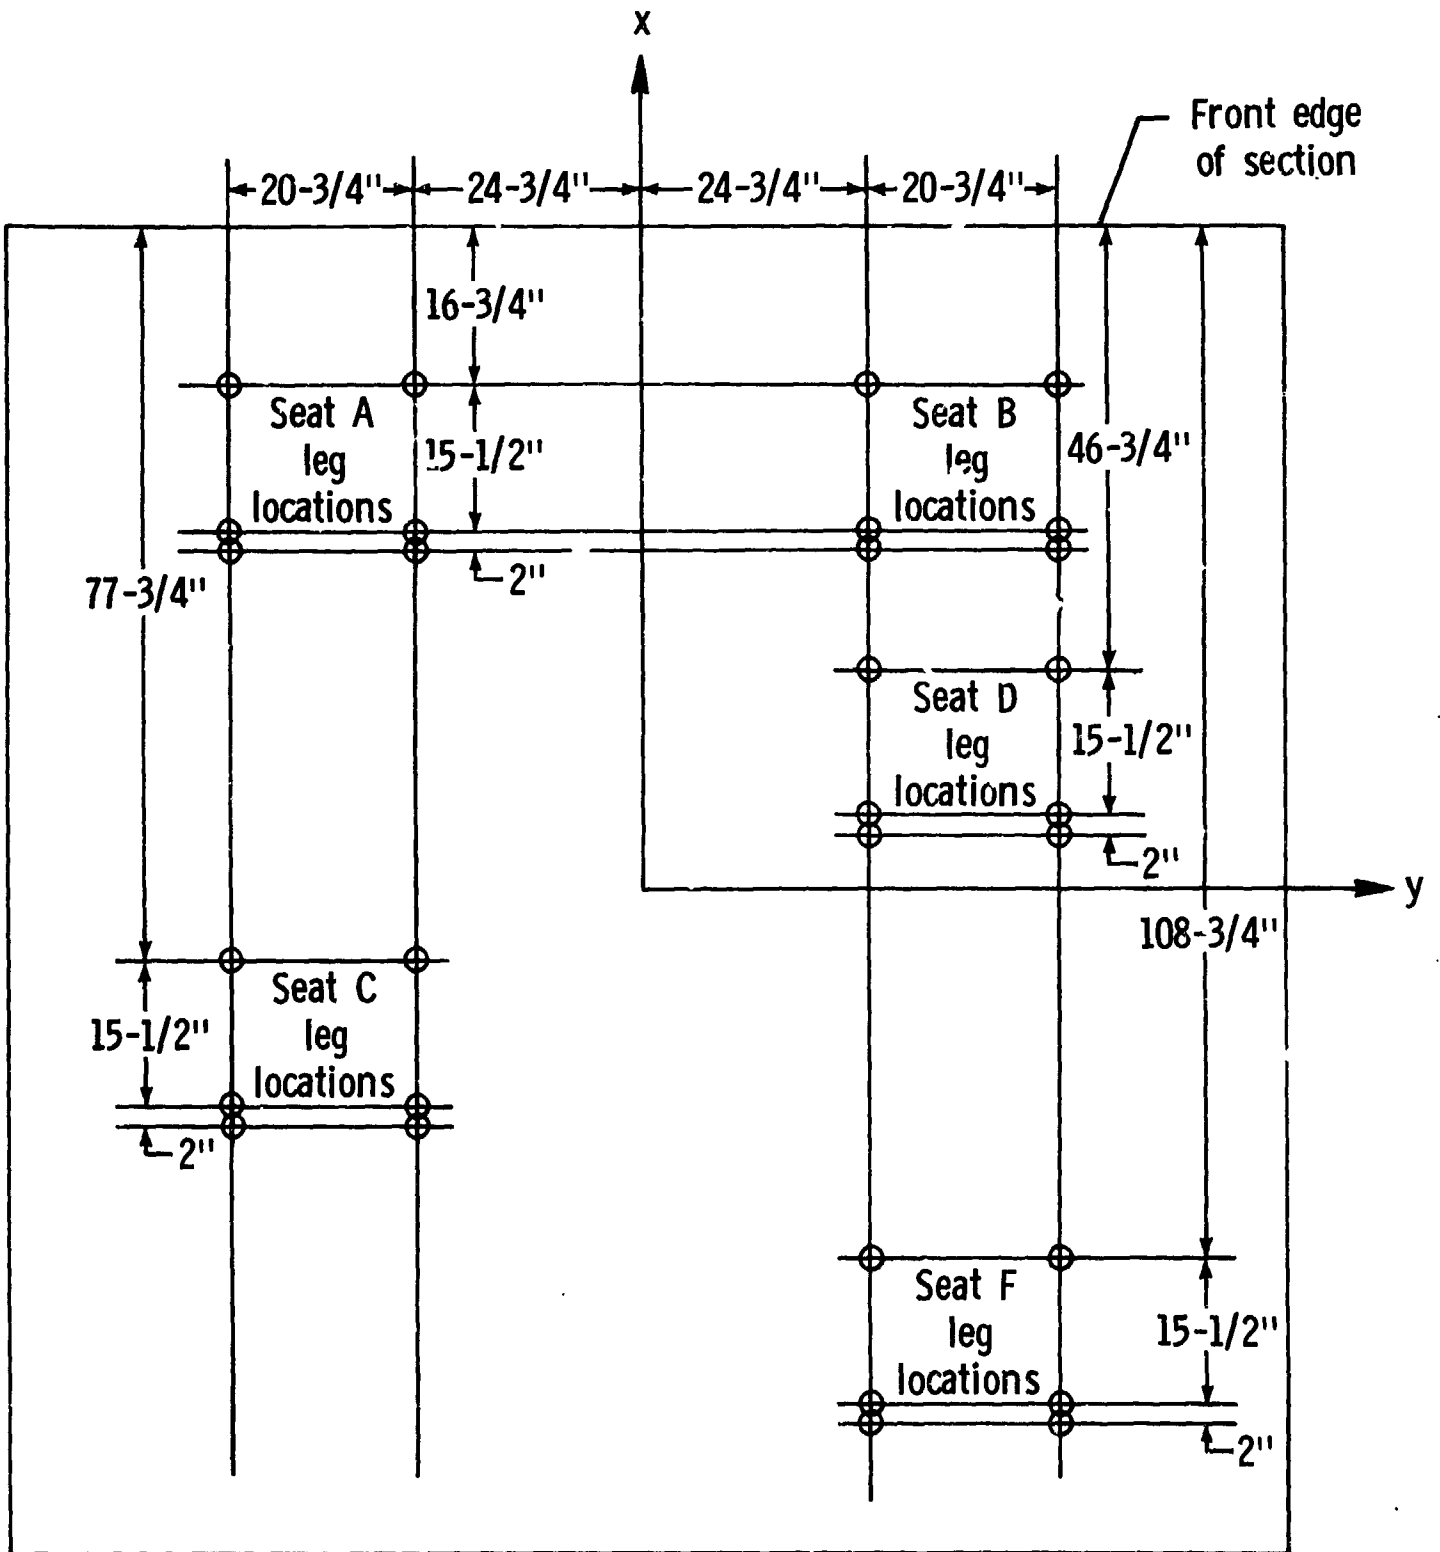 x
Front edge
of section
20-3/4"
24-3/4"
24-3/4"
20-3/4"
16-3/4"
Seat A
leg
locations
15-1/2"
Seat B
leg
locations
46-3/4"
2"
77-3/4"
Seat D
leg
locations
15-1/2"
2"
y
108-3/4"
Seat C
leg
locations
15-1/2"
2"
Seat F
leg
locations
15-1/2"
2"